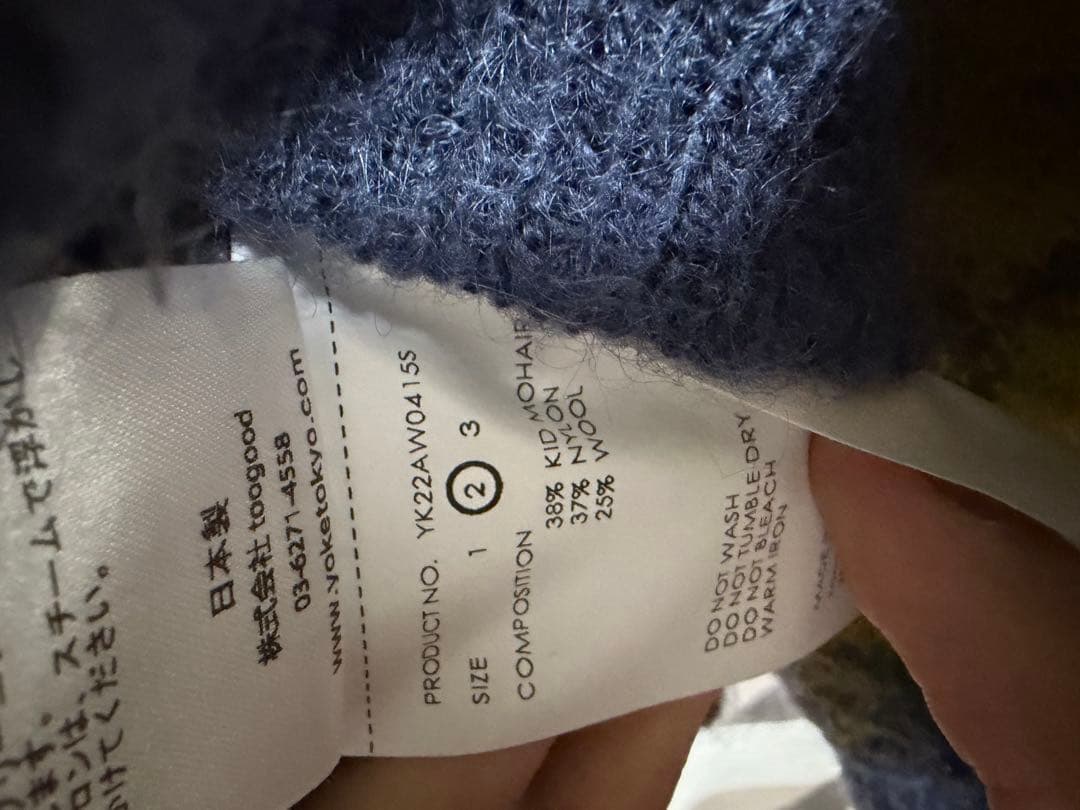 スチームで浮かし
ます。
ロンは、
かけてください。
日本製
株式会社 toogood
03-6271-4558
www.yoketokyo.com
PRODUCT NO. YK22AW0415S
SIZE 1 2 3
COMPOSITION 38% KID MOHAIR
37% NYLON
25% WOOL
DO NOT WASH
DO NOT TUMBLE DRY
DO NOT BLEACH
WARM IRON